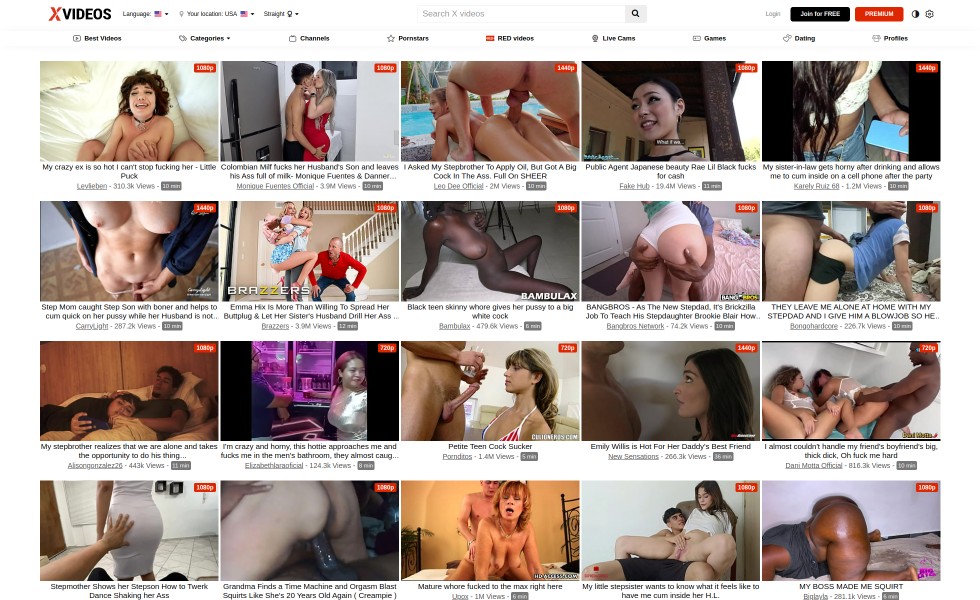 XVIDEOS Language: Your location: USA Straight Search X videos Login Join for FREE PREMIUM
Best Videos Categories Channels Pornstars RED videos Live Cams Games Dating Profiles
1080p 1080p 1440p 1080p 1440p
What if we...
My crazy ex is so hot I can't stop fucking her - Little Puck
Levlieben - 310.3k Views - 10 min
Colombian Milf fucks her Husband's Son and leaves his Ass full of milk- Monique Fuentes & Danner...
Monique Fuentes Official - 3.9M Views - 10 min
I Asked My Stepbrother To Apply Oil, But Got A Big Cock In The Ass. Full On SHEER
Leo Dee Official - 2M Views - 10 min
Public Agent Japanese beauty Rae Lil Black fucks for cash
Fake Hub - 19.4M Views - 11 min
My sister-in-law gets horny after drinking and allows me to cum inside on a cell phone after the party
Karely Ruiz 68 - 1.2M Views - 10 min
1440p 1080p 1080p 1080p 1080p
BRAZZERS BAMBULAX BANGBROS
Step Mom caught Step Son with boner and helps to cum quick on her pussy while her Husband is not..
CarryLight - 287.2k Views - 10 min
Emma Hix Is More Than Willing To Spread Her Buttplug & Let Her Sister's Husband Drill Her Ass ..
Brazzers - 3.9M Views - 12 min
Black teen skinny whore gives her pussy to a big white cock
Bambulax - 479.6k Views - 6 min
BANGBROS - As The New Stepdad, It's Brickzilla Job To Teach His Stepdaughter Brookie Blair How..
Bangbros Network - 74.2k Views - 10 min
THEY LEAVE ME ALONE AT HOME WITH MY STEPDAD AND I GIVE HIM A BLOWJOB SO HE..
Bongohardcore - 226.7k Views - 10 min
1080p 720p 720p 1440p 720p
CULIONEROS.COM Dani Motta
My stepbrother realizes that we are alone and takes the opportunity to do his thing...
Alisongonzalez26 - 443k Views - 11 min
I'm crazy and horny, this hottie approaches me and fucks me in the men's bathroom, they almost caug...
Elizabethlaraoficial - 124.3k Views - 8 min
Petite Teen Cock Sucker
Pornditos - 1.4M Views - 5 min
Emily Willis is Hot For Her Daddy's Best Friend
New Sensations - 266.3k Views - 36 min
I almost couldn't handle my friend's boyfriend's big, thick dick, Oh fuck me hard
Dani Motta Official - 816.3k Views - 10 min
1080p 1080p 1080p 1080p
Stepmother Shows her Stepson How to Twerk Dance Shaking her Ass
Grandma Finds a Time Machine and Orgasm Blast Squirts Like She's 20 Years Old Again ( Creampie )
Mature whore fucked to the max right here
Upox - 1M Views - 6 min
My little stepsister wants to know what it feels like to have me cum inside her H.L.
MY BOSS MADE ME SQUIRT
Biglayla - 281.1k Views - 6 min